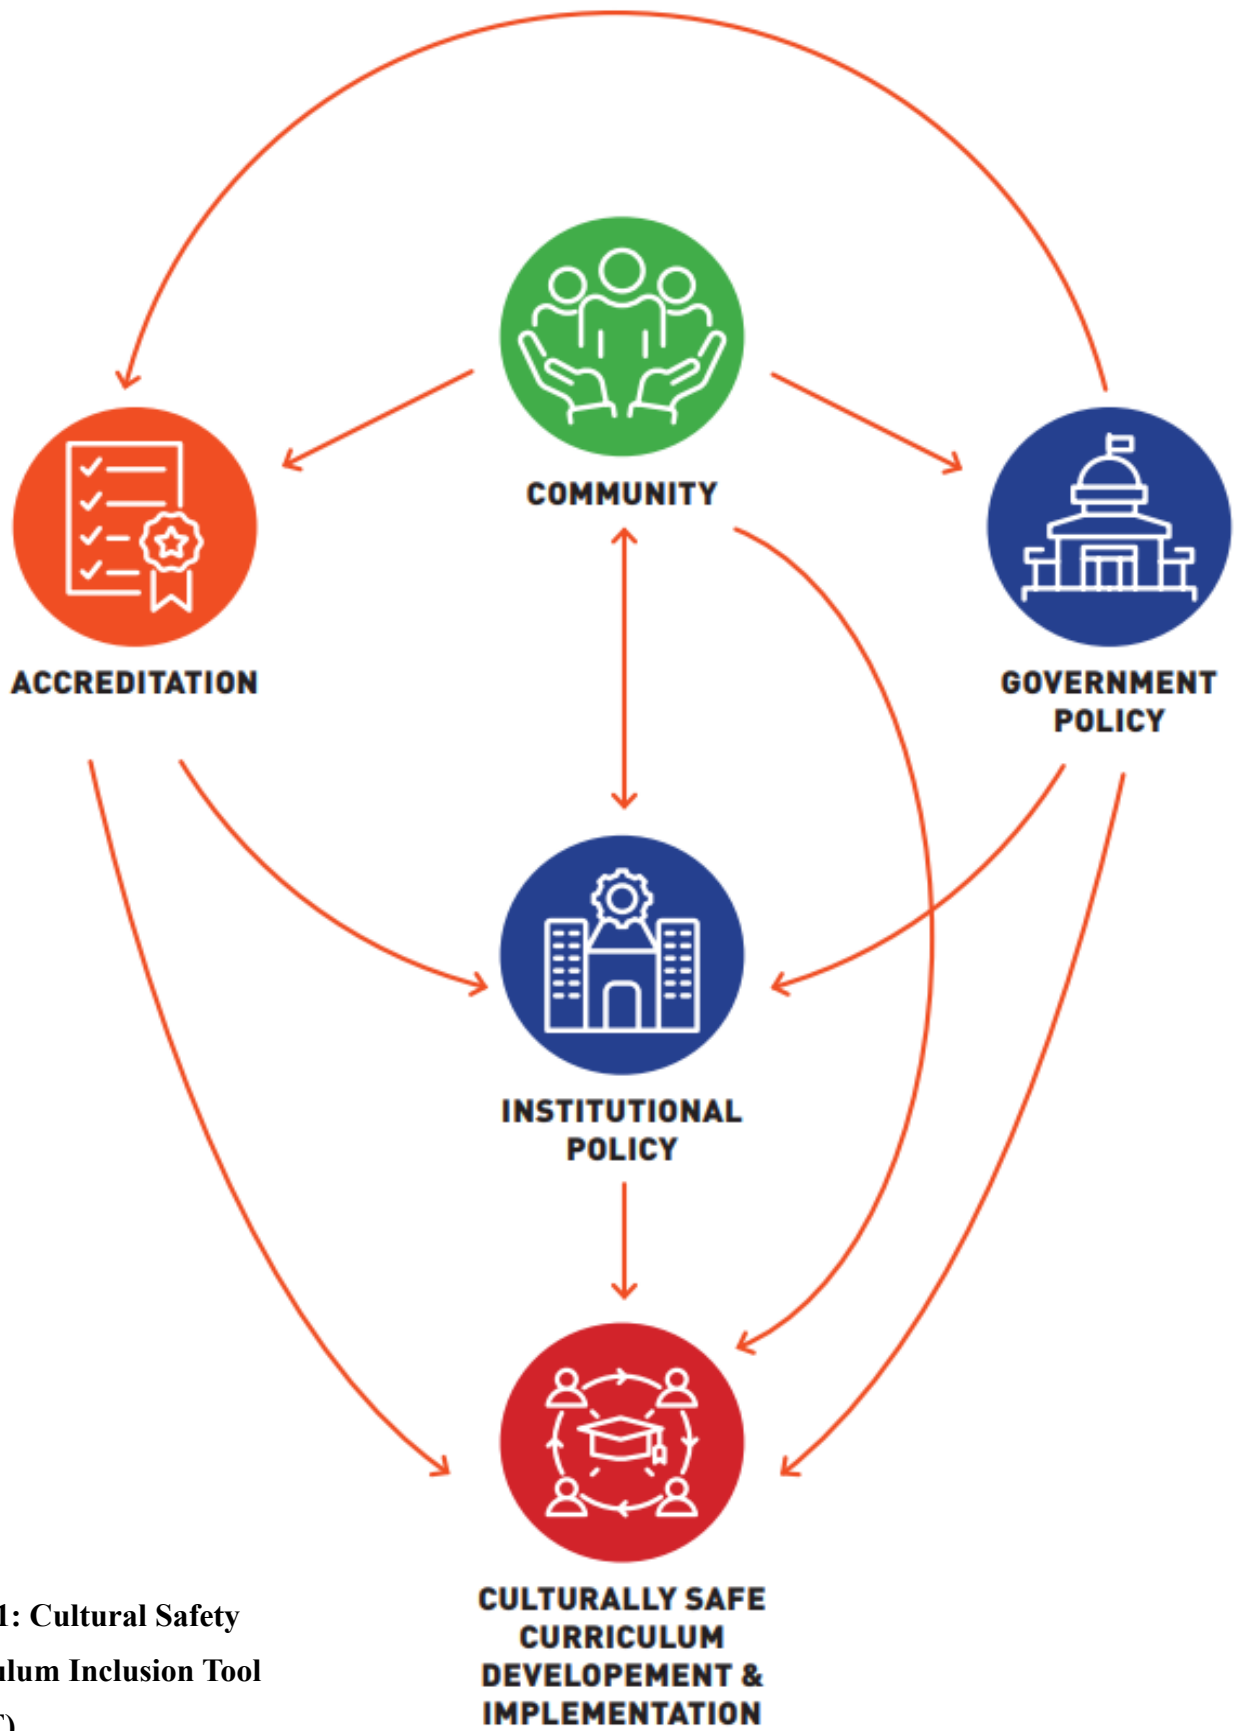 COMMUNITY
ACCREDITATION
GOVERNMENT
POLICY
INSTITUTIONAL
POLICY
CULTURALLY SAFE
CURRICULUM
DEVELOPEMENT &
IMPLEMENTATION
1: Cultural Safety
ulum Inclusion Tool